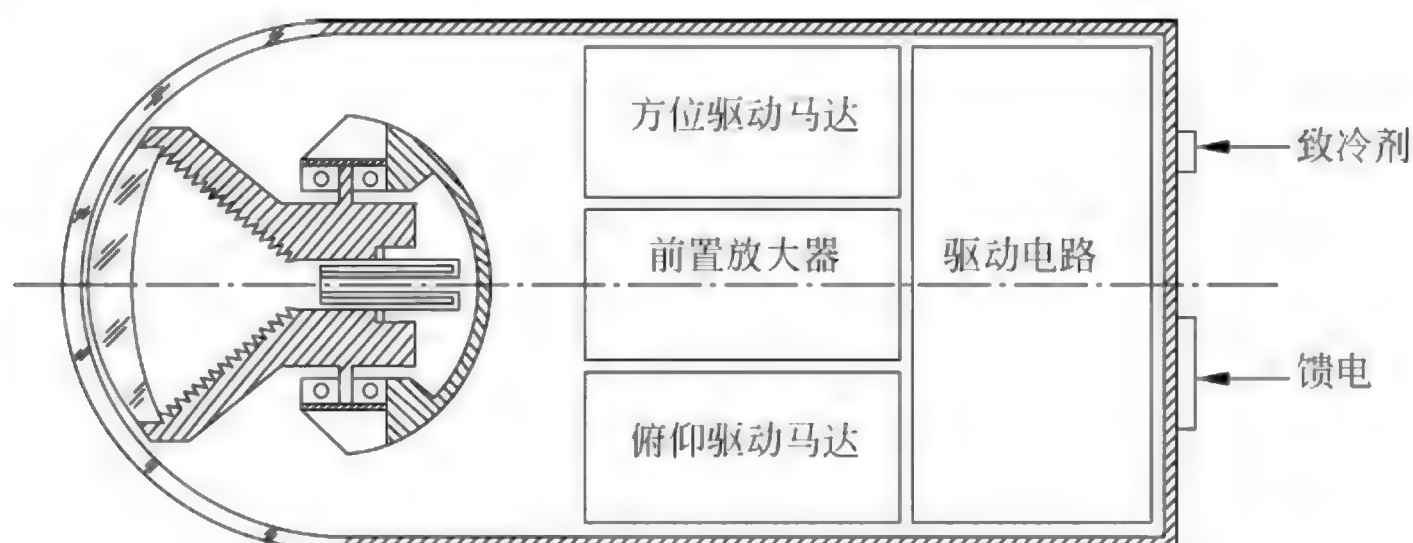 方位驱动马达
致冷剂
前置放大器
驱动电路
馈电
俯仰驱动马达